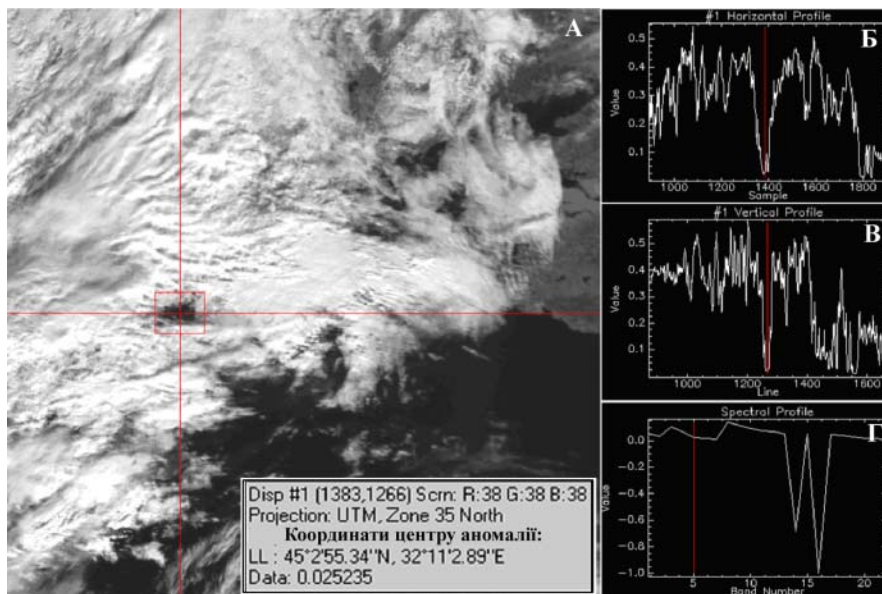 А
Disp #1 (1383,1266) Scrn: R:38 G:38 B:38
Projection: UTM, Zone 35 North
Координати центру аномалії:
LL : 45°2'55.34"N, 32°11'2.89"E
Data: 0.025235
#1 Horizontal Profile
Б
Value
0.5
0.4
0.3
0.2
0.1
1000 1200 1400 1600 1800
Sample
#1 Vertical Profile
В
Value
0.5
0.4
0.3
0.2
0.1
1000 1200 1400 1600
Line
Spectral Profile
Г
Value
0.0
-0.2
-0.4
-0.6
-0.8
-1.0
5 10 15 20
Band Number